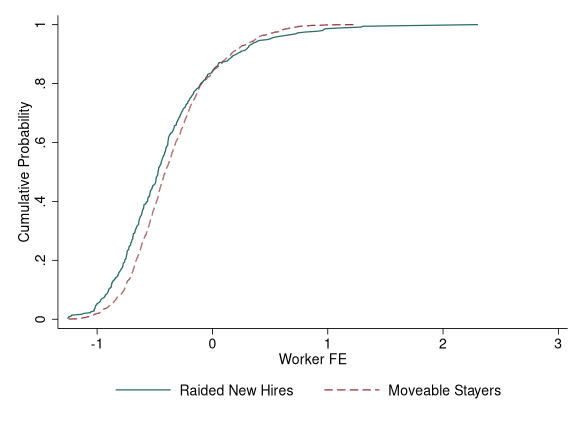 Cumulative Probability
1
.8
.6
.4
.2
0
-1 0 1 2 3
Worker FE
Raided New Hires Moveable Stayers